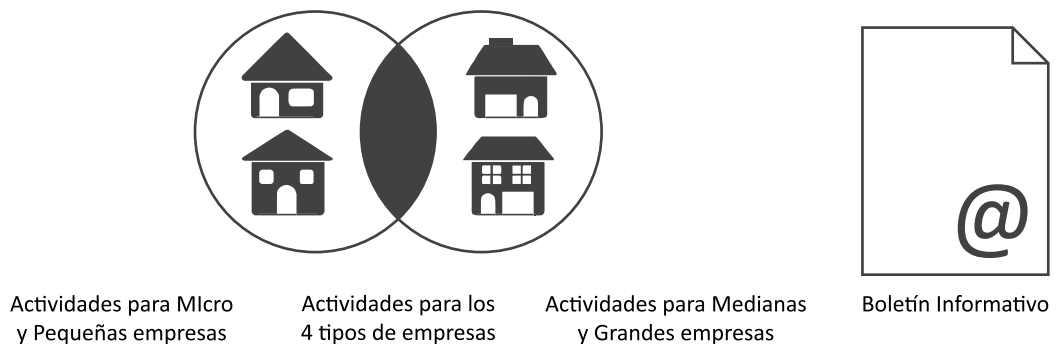 @
Actividades para MIcro
y Pequeñas empresas
Actividades para los
4 tipos de empresas
Actividades para Medianas
y Grandes empresas
Boletín Informativo